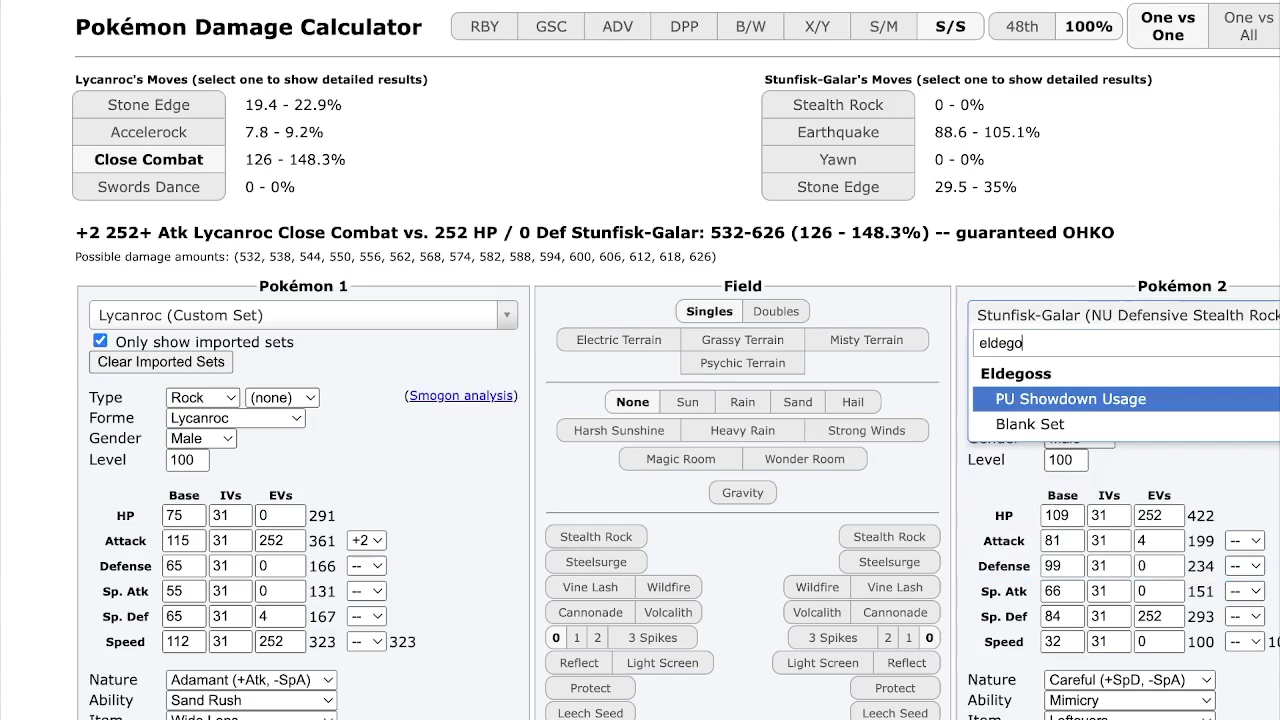 Pokémon Damage Calculator
RBY GSC ADV DPP B/W X/Y S/M S/S 48th 100% One vs One One vs All
Lycanroc's Moves (select one to show detailed results)
Stone Edge 19.4 - 22.9%
Accelerock 7.8 - 9.2%
Close Combat 126 - 148.3%
Swords Dance 0 - 0%
Stunfisk-Galar's Moves (select one to show detailed results)
Stealth Rock 0 - 0%
Earthquake 88.6 - 105.1%
Yawn 0 - 0%
Stone Edge 29.5 - 35%
+2 252+ Atk Lycanroc Close Combat vs. 252 HP / 0 Def Stunfisk-Galar: 532-626 (126 - 148.3%) -- guaranteed OHKO
Possible damage amounts: (532, 538, 544, 550, 556, 562, 568, 574, 582, 588, 594, 600, 606, 612, 618, 626)
Pokémon 1
Lycanroc (Custom Set)
Only show imported sets
Clear Imported Sets
Type Rock (none) (Smogon analysis)
Forme Lycanroc
Gender Male
Level 100
Base IVs EVs
HP 75 31 0 291
Attack 115 31 252 361 +2
Defense 65 31 0 166 --
Sp. Atk 55 31 0 131 --
Sp. Def 65 31 4 167 --
Speed 112 31 252 323 -- 323
Nature Adamant (+Atk, -SpA)
Ability Sand Rush
Item Wide Lens
Field
Singles Doubles
Electric Terrain Grassy Terrain Misty Terrain
Psychic Terrain
None Sun Rain Sand Hail
Harsh Sunshine Heavy Rain Strong Winds
Magic Room Wonder Room
Gravity
Stealth Rock Stealth Rock
Steelsurge Steelsurge
Vine Lash Wildfire Wildfire Vine Lash
Cannonade Volcalith Volcalith Cannonade
0 1 2 3 Spikes 3 Spikes 2 1 0
Reflect Light Screen Light Screen Reflect
Protect Protect
Leech Seed Leech Seed
Pokémon 2
Stunfisk-Galar (NU Defensive Stealth Rock
eldego
Eldegoss
PU Showdown Usage
Blank Set
Gender Male
Level 100
Base IVs EVs
HP 109 31 252 422
Attack 81 31 4 199 --
Defense 99 31 0 234 --
Sp. Atk 66 31 0 151 --
Sp. Def 84 31 252 293 --
Speed 32 31 0 100 -- 10
Nature Careful (+SpD, -SpA)
Ability Mimicry
Item Leftovers